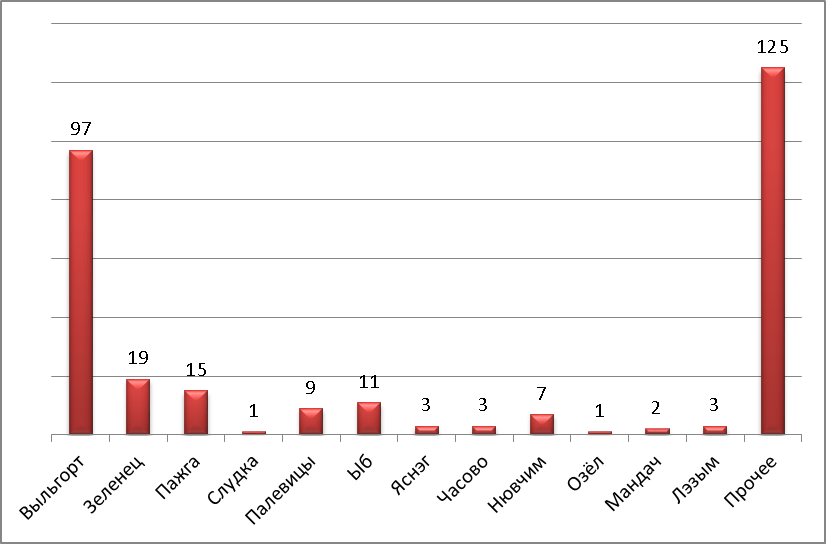 125
97
19
15
1
9
11
3
3
7
1
2
3
Выльгорт
Зеленец
Пажга
Слудка
Палевицы
Ыб
Яснэг
Часово
Нювчим
Озёл
Мандач
Лэзым
Прочее